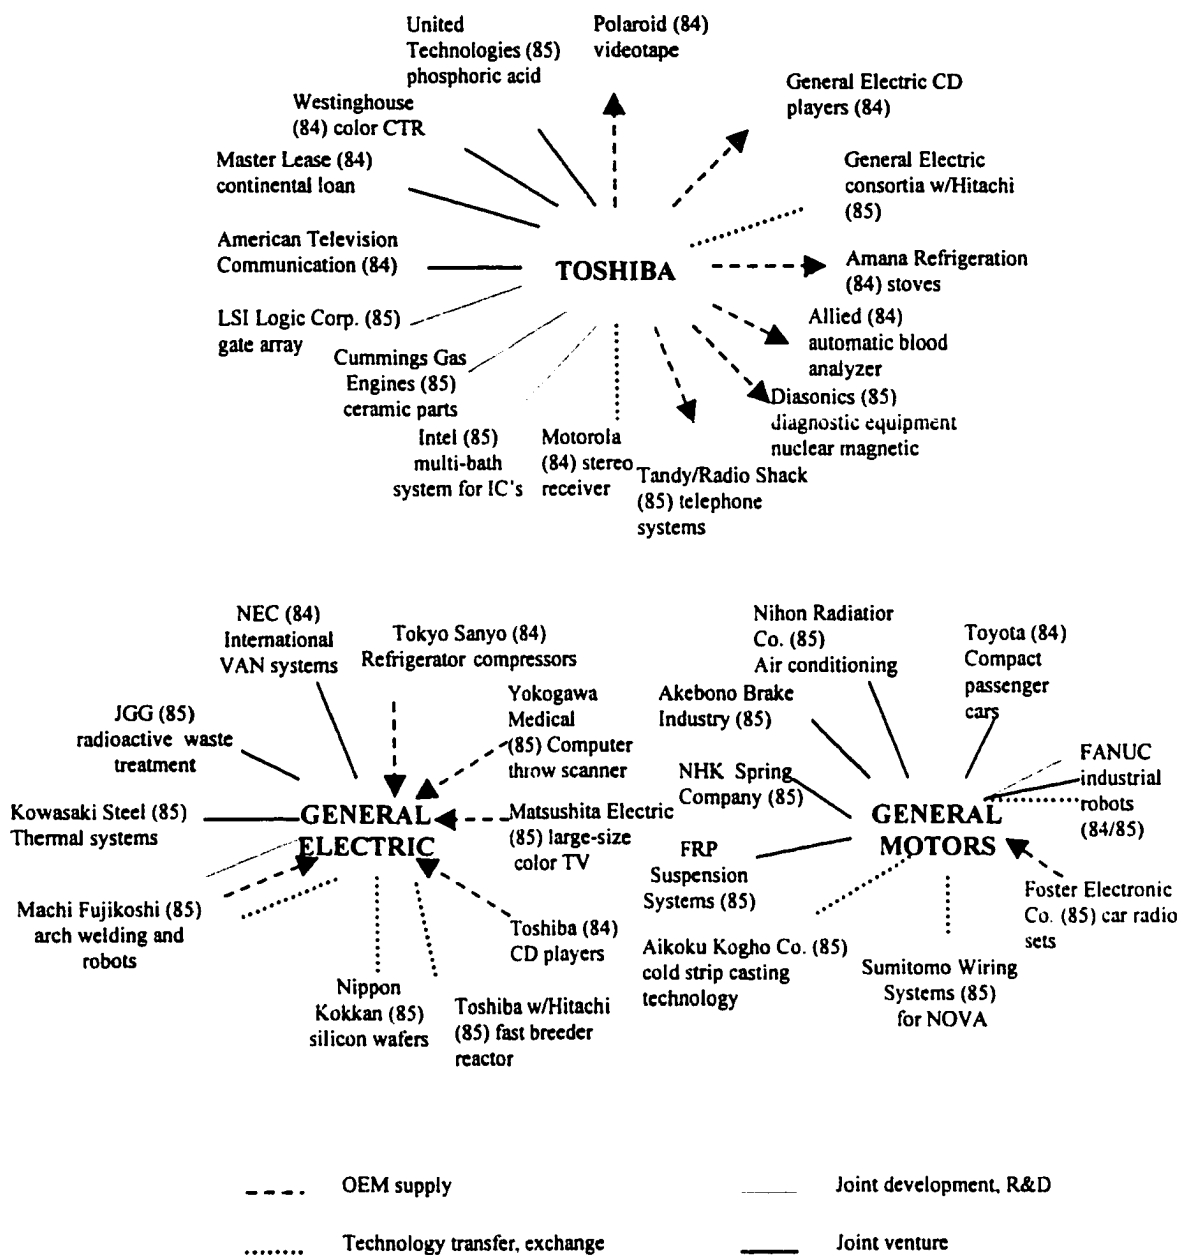 United
Technologies (85)
phosphoric acid
Polaroid (84)
videotape
General Electric CD
players (84)
Westinghouse
(84) color CTR
Master Lease (84)
continental loan
General Electric
consortia w/Hitachi
(85)
American Television
Communication (84)
TOSHIBA
Amana Refrigeration
(84) stoves
LSI Logic Corp. (85)
gate array
Allied (84)
automatic blood
analyzer
Cummings Gas
Engines (85)
ceramic parts
Diasonics (85)
diagnostic equipment
nuclear magnetic
Intel (85)
multi-bath
system for IC's
Motorola
(84) stereo
receiver
Tandy/Radio Shack
(85) telephone
systems
NEC (84)
International
VAN systems
Tokyo Sanyo (84)
Refrigerator compressors
JGG (85)
radioactive waste
treatment
Yokogawa
Medical
(85) Computer
throw scanner
Kowasaki Steel (85)
Thermal systems
GENERAL
ELECTRIC
Matsushita Electric
(85) large-size
color TV
Machi Fujikoshi (85)
arch welding and
robots
Toshiba (84)
CD players
Nippon
Kokkan (85)
silicon wafers
Toshiba w/Hitachi
(85) fast breeder
reactor
Nihon Radiatior
Co. (85)
Air conditioning
Toyota (84)
Compact
passenger
cars
Akebono Brake
Industry (85)
NHK Spring
Company (85)
GENERAL
MOTORS
FANUC
industrial
robots
(84/85)
FRP
Suspension
Systems (85)
Foster Electronic
Co. (85) car radio
sets
Aikoku Kogho Co. (85)
cold strip casting
technology
Sumitomo Wiring
Systems (85)
for NOVA
OEM supply
Joint development, R&D
Technology transfer, exchange
Joint venture